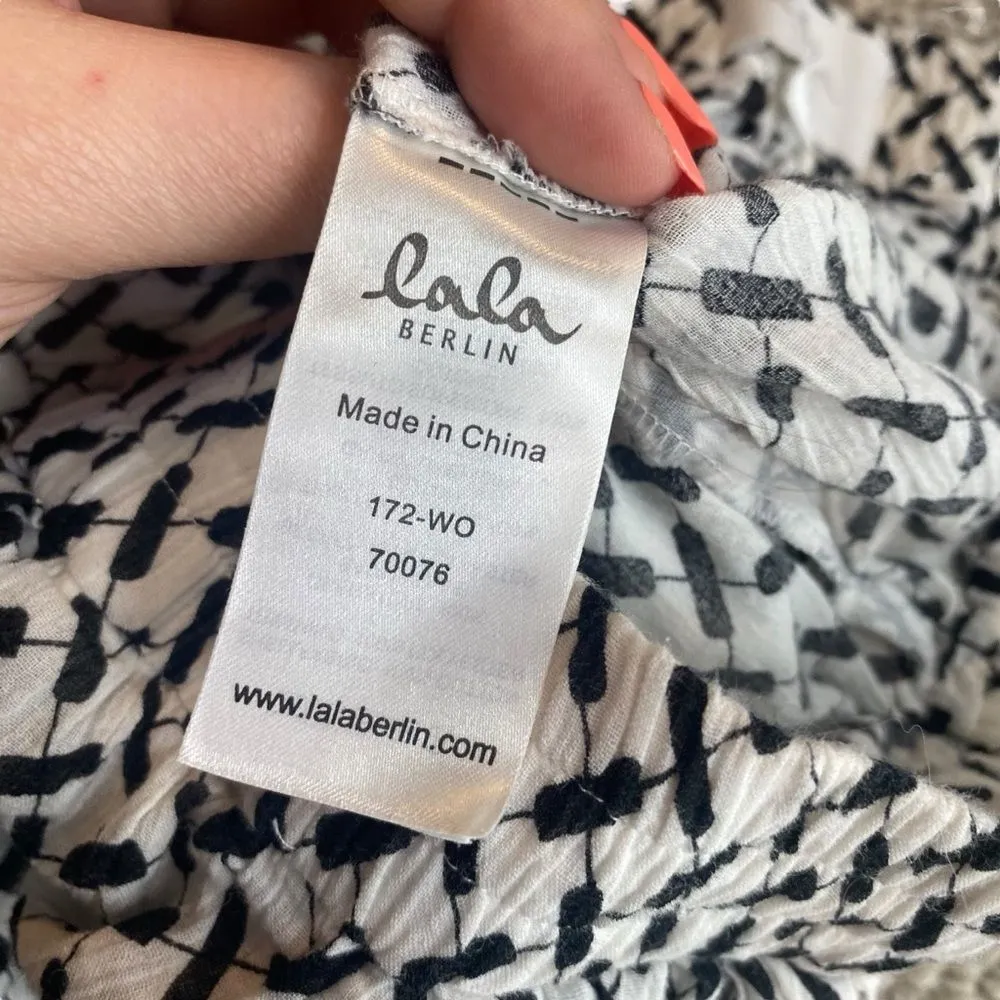 lala
BERLIN
Made in China
172-WO
70076
www.lalaberlin.com